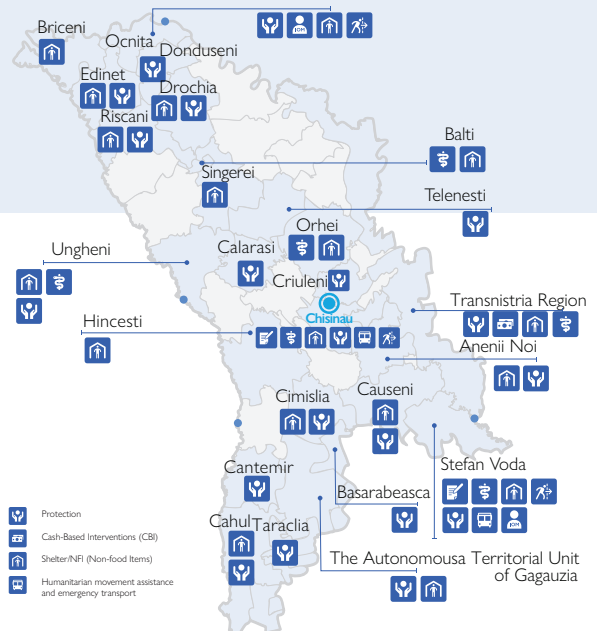 Briceni
Ocnita
Donduseni
IOM
Edinet
Drochia
Riscani
Balti
Singerei
Telenesti
Orhei
Ungheni
Calarasi
Criuleni
Chisinau
Transnistria Region
Hincesti
Anenii Noi
Cimislia
Causeni
Cantemir
Stefan Voda
Basarabeasca
IOM
Cahul
Taraclia
The Autonomousa Territorial Unit
of Gagauzia
Protection
Cash-Based Interventions (CBI)
Shelter/NFI (Non-food Items)
Humanitarian movement assistance
and emergency transport